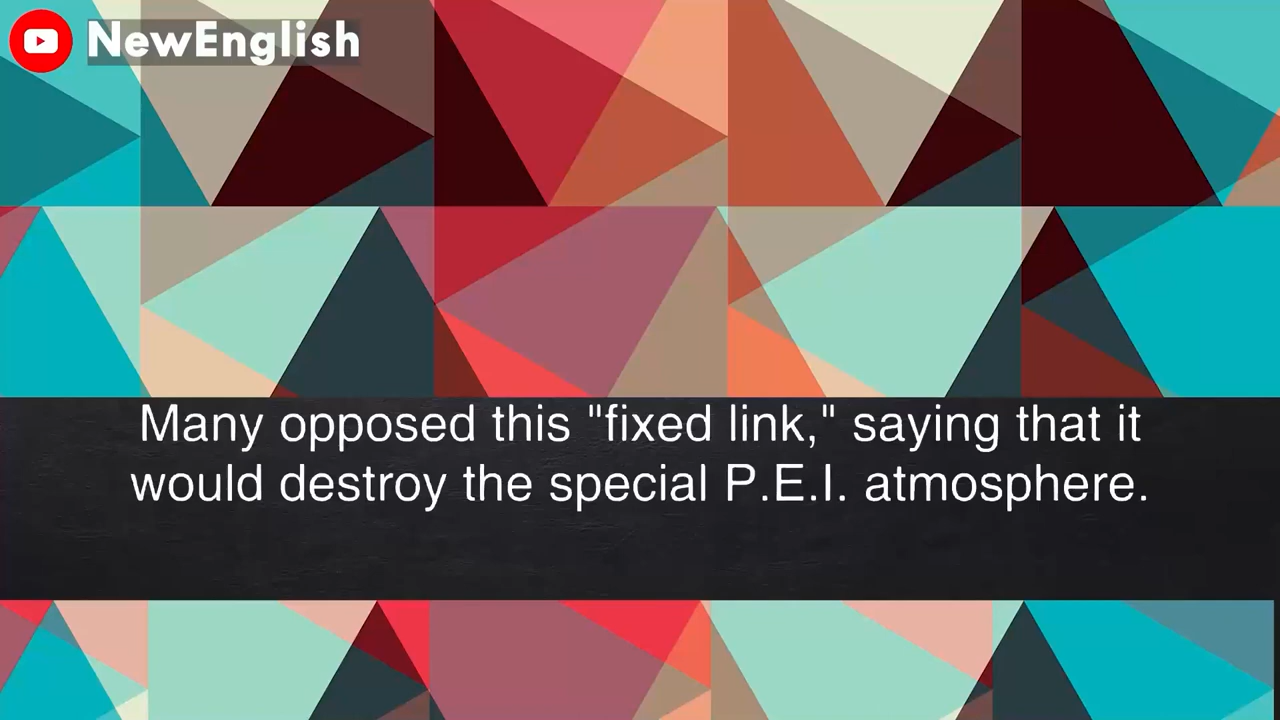 NewEnglish
Many opposed this "fixed link," saying that it
would destroy the special P.E.I. atmosphere.